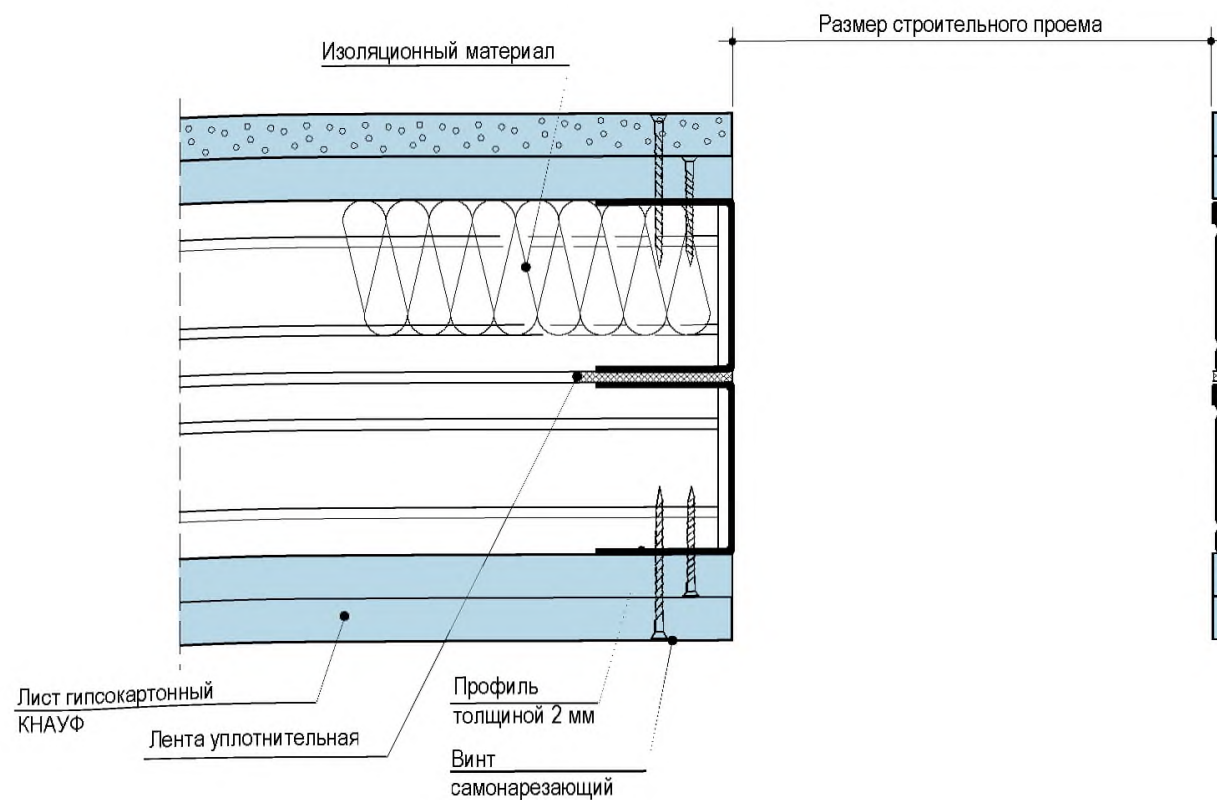 Размер строительного проема
Изоляционный материал
Лист гипсокартонный
КНАУФ
Лента уплотнительная
Профиль
толщиной 2 мм
Винт
самонарезающий